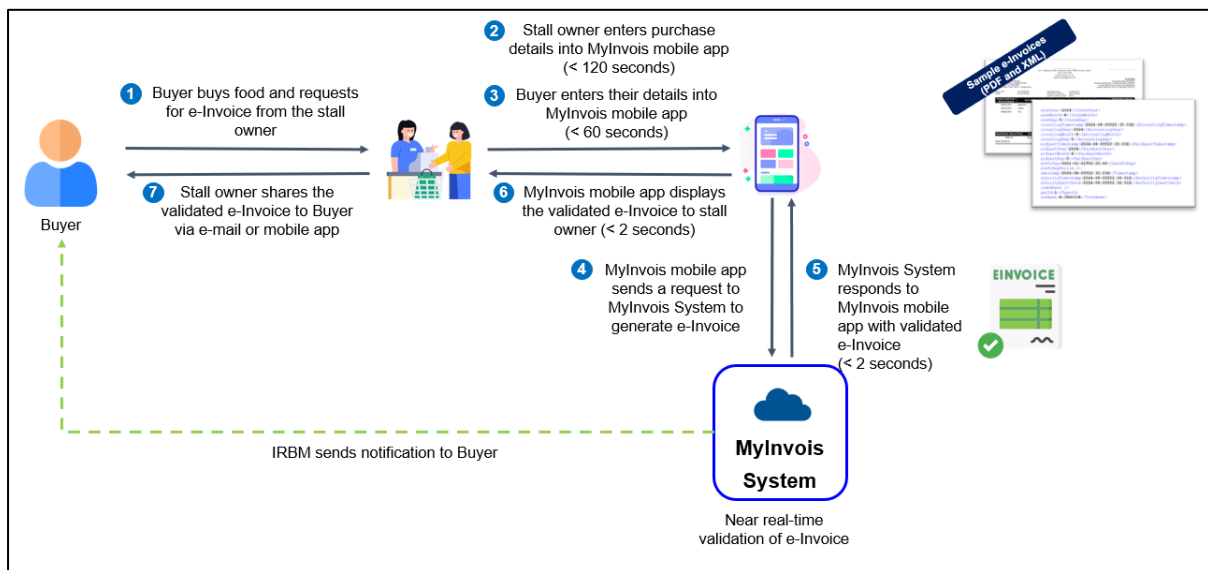 2 Stall owner enters purchase
details into MyInvois mobile app
(< 120 seconds)
Sample e-Invoices
(PDF and XML)
1 Buyer buys food and requests
for e-Invoice from the stall
owner
3 Buyer enters their details into
MyInvois mobile app
(< 60 seconds)
7 Stall owner shares the
validated e-Invoice to Buyer
via e-mail or mobile app
6 MyInvois mobile app displays
the validated e-Invoice to stall
owner (< 2 seconds)
Buyer
4 MyInvois mobile app
sends a request to
MyInvois System to
generate e-Invoice
5 MyInvois System
responds to
MyInvois mobile
app with validated
e-Invoice
(< 2 seconds)
EINVOICE
IRBM sends notification to Buyer
MyInvois
System
Near real-time
validation of e-Invoice